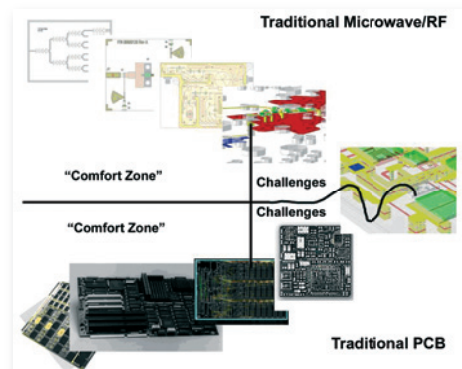 Traditional Microwave/RF
"Comfort Zone"
Challenges
Challenges
"Comfort Zone"
Traditional PCB